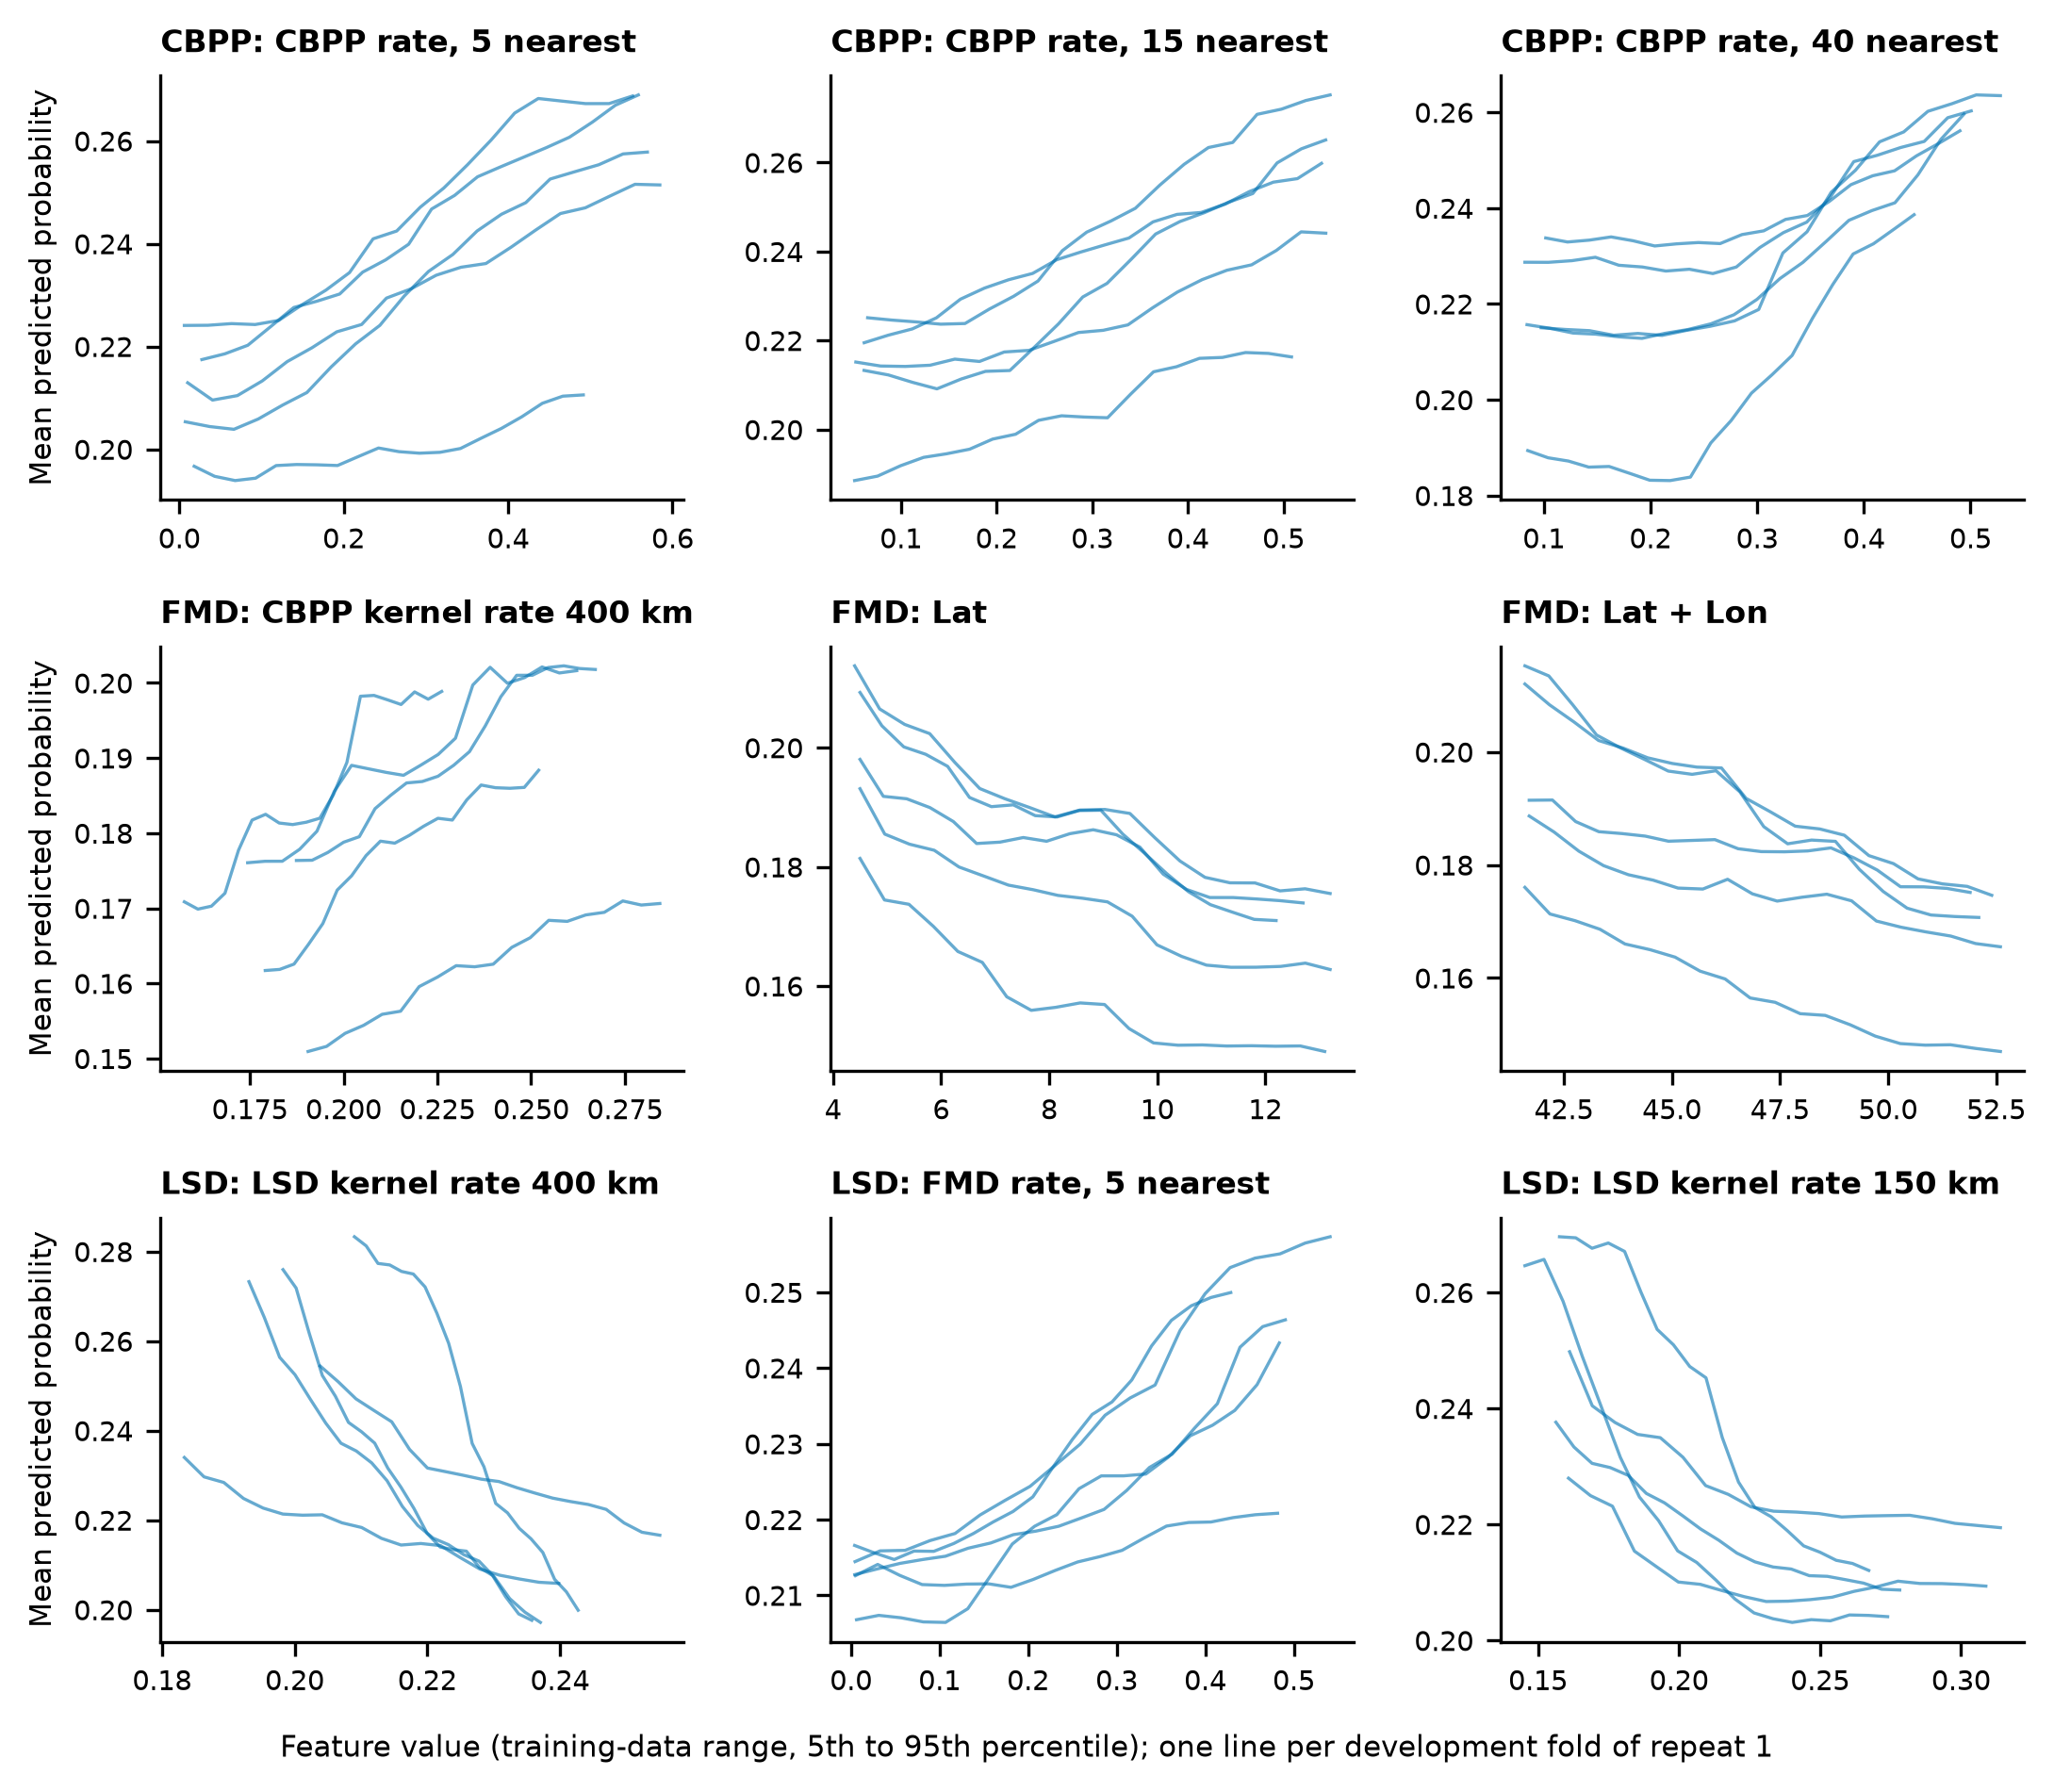 CBPP: CBPP rate, 5 nearest
CBPP: CBPP rate, 15 nearest
CBPP: CBPP rate, 40 nearest
Mean predicted probability
0.26
0.24
0.22
0.20
0.0 0.2 0.4 0.6
0.26
0.24
0.22
0.20
0.1 0.2 0.3 0.4 0.5
0.26
0.24
0.22
0.20
0.18
0.1 0.2 0.3 0.4 0.5
FMD: CBPP kernel rate 400 km
FMD: Lat
FMD: Lat + Lon
Mean predicted probability
0.20
0.19
0.18
0.17
0.16
0.15
0.175 0.200 0.225 0.250 0.275
0.20
0.18
0.16
4 6 8 10 12
0.20
0.18
0.16
42.5 45.0 47.5 50.0 52.5
LSD: LSD kernel rate 400 km
LSD: FMD rate, 5 nearest
LSD: LSD kernel rate 150 km
Mean predicted probability
0.28
0.26
0.24
0.22
0.20
0.18 0.20 0.22 0.24
0.25
0.24
0.23
0.22
0.21
0.0 0.1 0.2 0.3 0.4 0.5
0.26
0.24
0.22
0.20
0.15 0.20 0.25 0.30
Feature value (training-data range, 5th to 95th percentile); one line per development fold of repeat 1